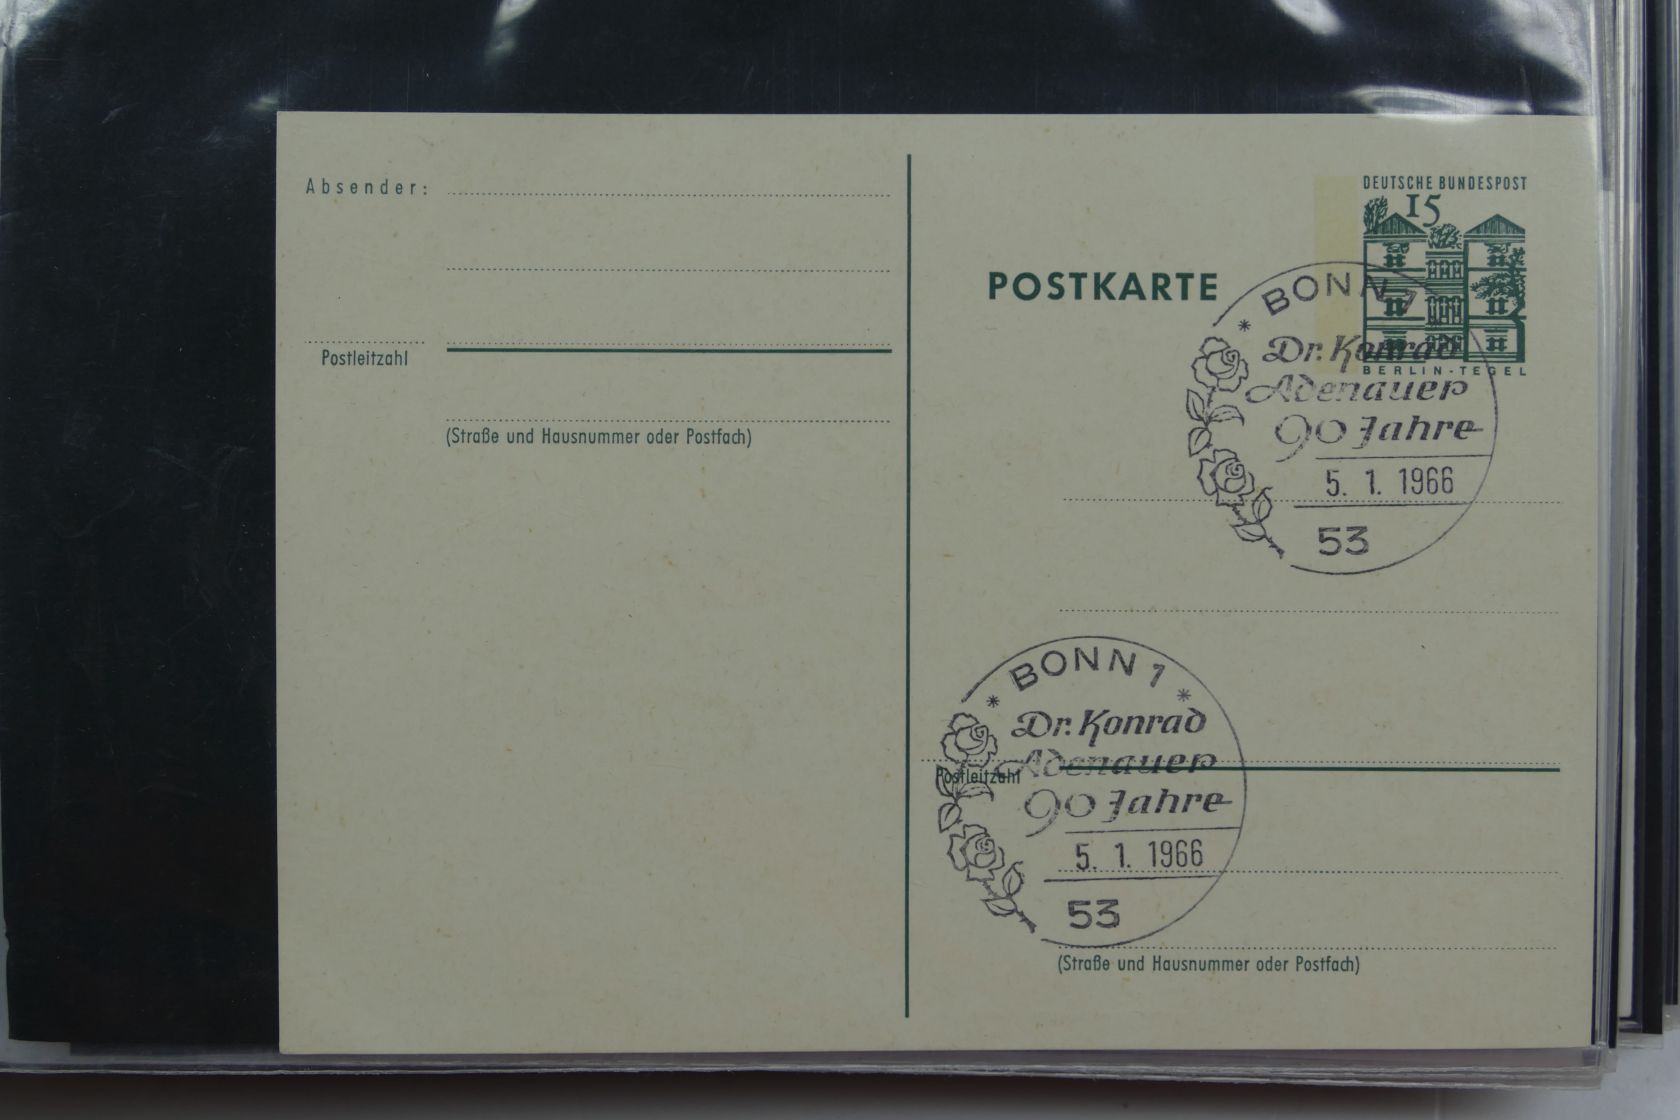 Absender:
Postleitzahl
(Straße und Hausnummer oder Postfach)
DEUTSCHE BUNDESPOST
15
BERLIN-TEGEL
POSTKARTE
* BONN 1
Dr. Konrad
Adenauer
90 Jahre
5. 1. 1966
53
* BONN 1 *
Dr. Konrad
Adenauer
90 Jahre
5. 1. 1966
53
Postleitzahl
(Straße und Hausnummer oder Postfach)